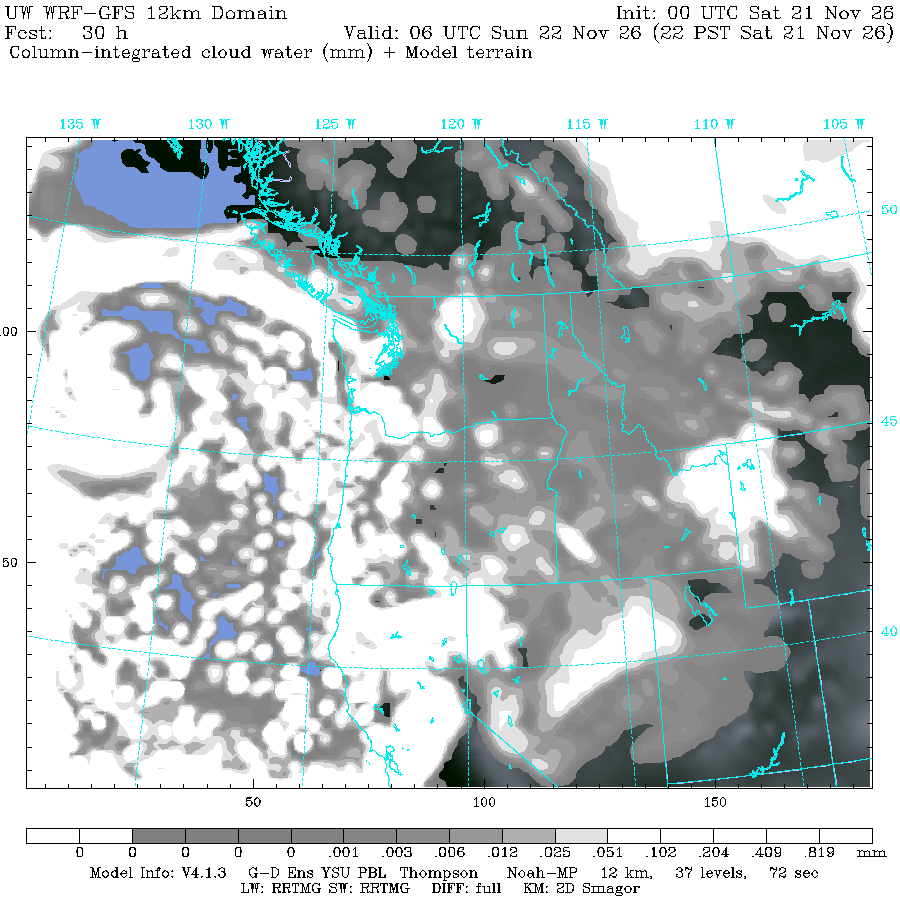 UW WRF-GFS 12km Domain Init: 00 UTC Sat 21 Nov 26
Fcst: 30 h Valid: 06 UTC Sun 22 Nov 26 (22 PST Sat 21 Nov 26)
Column-integrated cloud water (mm) + Model terrain
135 W 130 W 125 W 120 W 115 W 110 W 105 W
50
00
45
50
40
50 100 150
0 0 0 0 .001 .003 .006 .012 .025 .051 .102 .204 .409 .819 mm
Model Info: V4.1.3 G-D Ens YSU PBL Thompson Noah-MP 12 km, 37 levels, 72 sec
LW: RRTMG SW: RRTMG DIFF: full KM: 2D Smagor